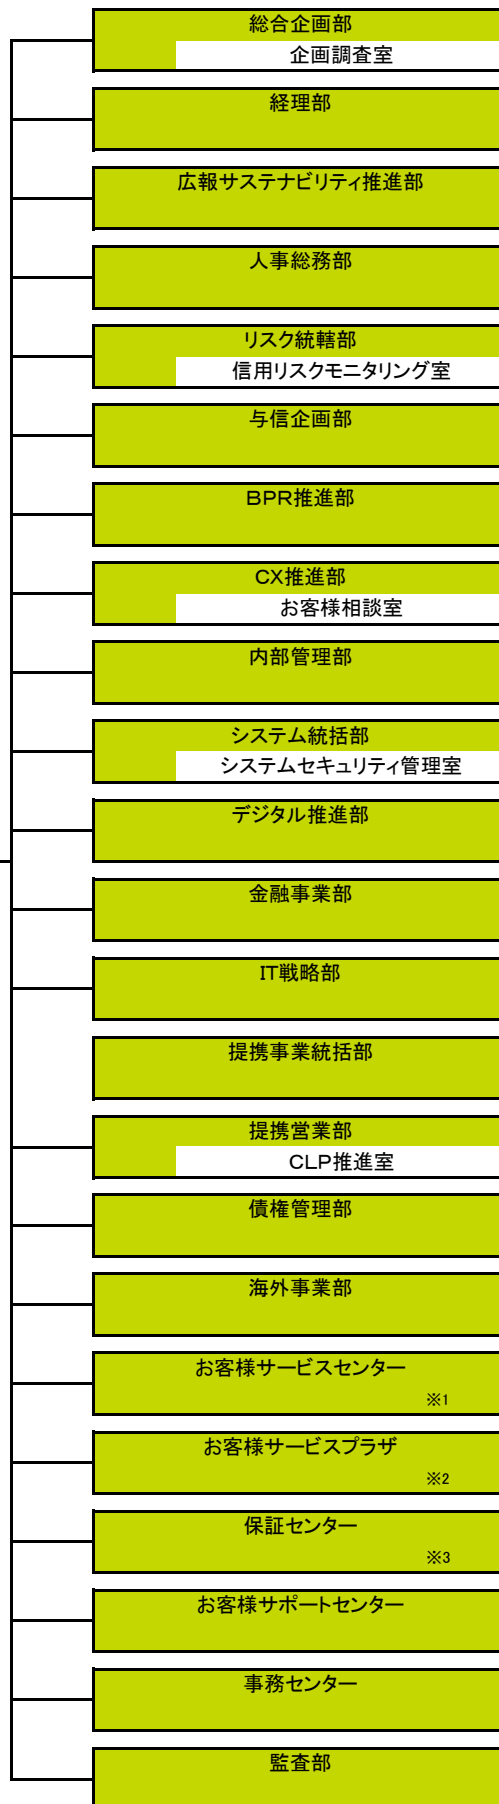 総合企画部
企画調査室
経理部
広報サステナビリティ推進部
人事総務部
リスク統轄部
信用リスクモニタリング室
与信企画部
BPR推進部
CX推進部
お客様相談室
内部管理部
システム統括部
システムセキュリティ管理室
デジタル推進部
金融事業部
IT戦略部
提携事業統括部
提携営業部
CLP推進室
債権管理部
海外事業部
お客様サービスセンター
※1
お客様サービスプラザ
※2
保証センター
※3
お客様サポートセンター
事務センター
監査部